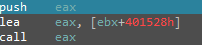 push eax
lea eax, [ebx+401528h]
call eax